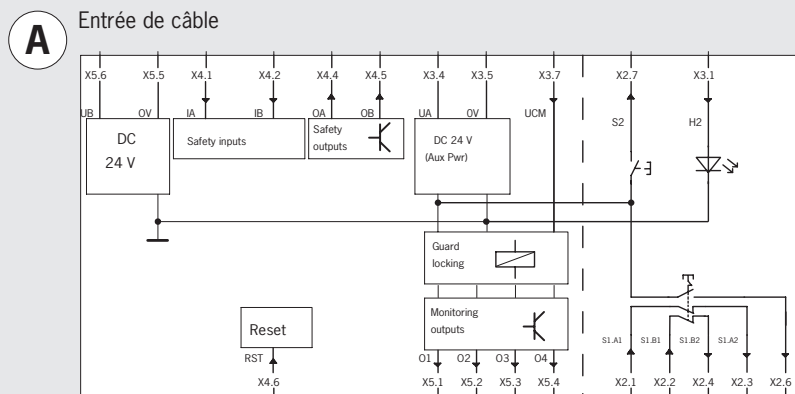 A
Entrée de câble
X5.6 X5.5 X4.1 X4.2 X4.4 X4.5 X3.4 X3.5 X3.7 X2.7 X3.1
UB OV IA IB OA OB UA OV UCM
S2 H2
DC
24 V
Safety inputs
Safety
outputs
DC 24 V
(Aux Pwr)
Guard
locking
Monitoring
outputs
Reset
S1.A1 S1.B1 S1.B2 S1.A2
RST
O1 O2 O3 O4
X4.6 X5.1 X5.2 X5.3 X5.4 X2.1 X2.2 X2.4 X2.3 X2.6